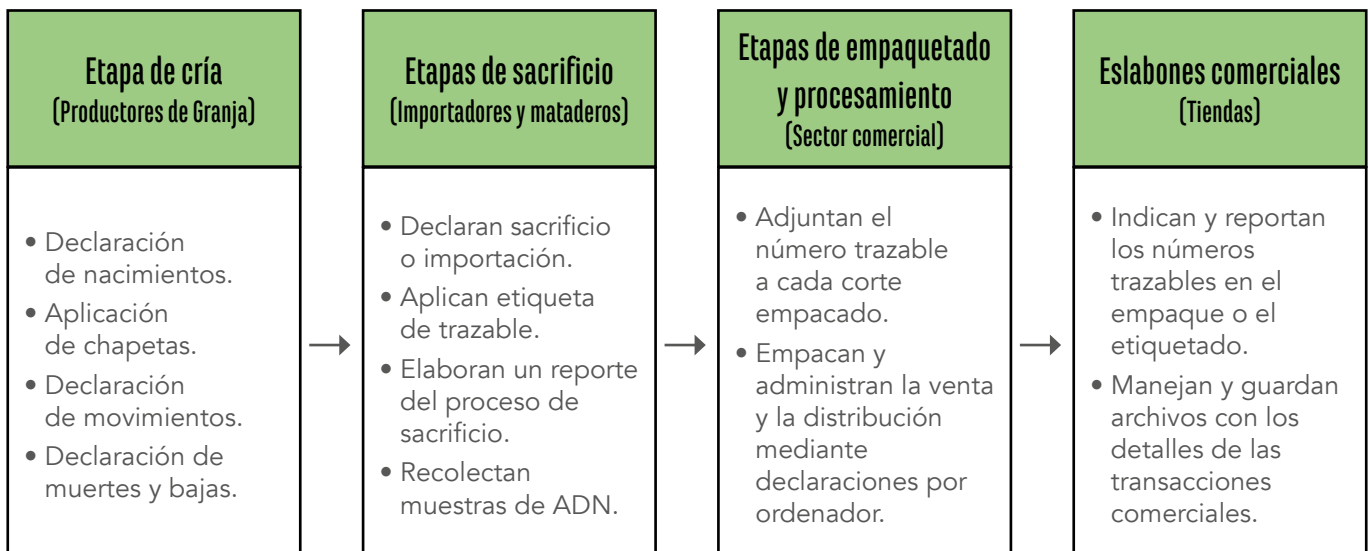 Etapa de cría
(Productores de Granja)
• Declaración
de nacimientos.
• Aplicación
de chapetas.
• Declaración
de movimientos.
• Declaración de
muertes y bajas.
Etapas de sacrificio
(Importadores y mataderos)
• Declaran sacrificio
o importación.
• Aplican etiqueta
de trazable.
• Elaboran un reporte
del proceso de
sacrificio.
• Recolectan
muestras de ADN.
Etapas de empaquetado
y procesamiento
(Sector comercial)
• Adjuntan el
número trazable
a cada corte
empacado.
• Empacan y
administran la venta
y la distribución
mediante
declaraciones por
ordenador.
Eslabones comerciales
(Tiendas)
• Indican y reportan
los números
trazables en el
empaque o el
etiquetado.
• Manejan y guardan
archivos con los
detalles de las
transacciones
comerciales.